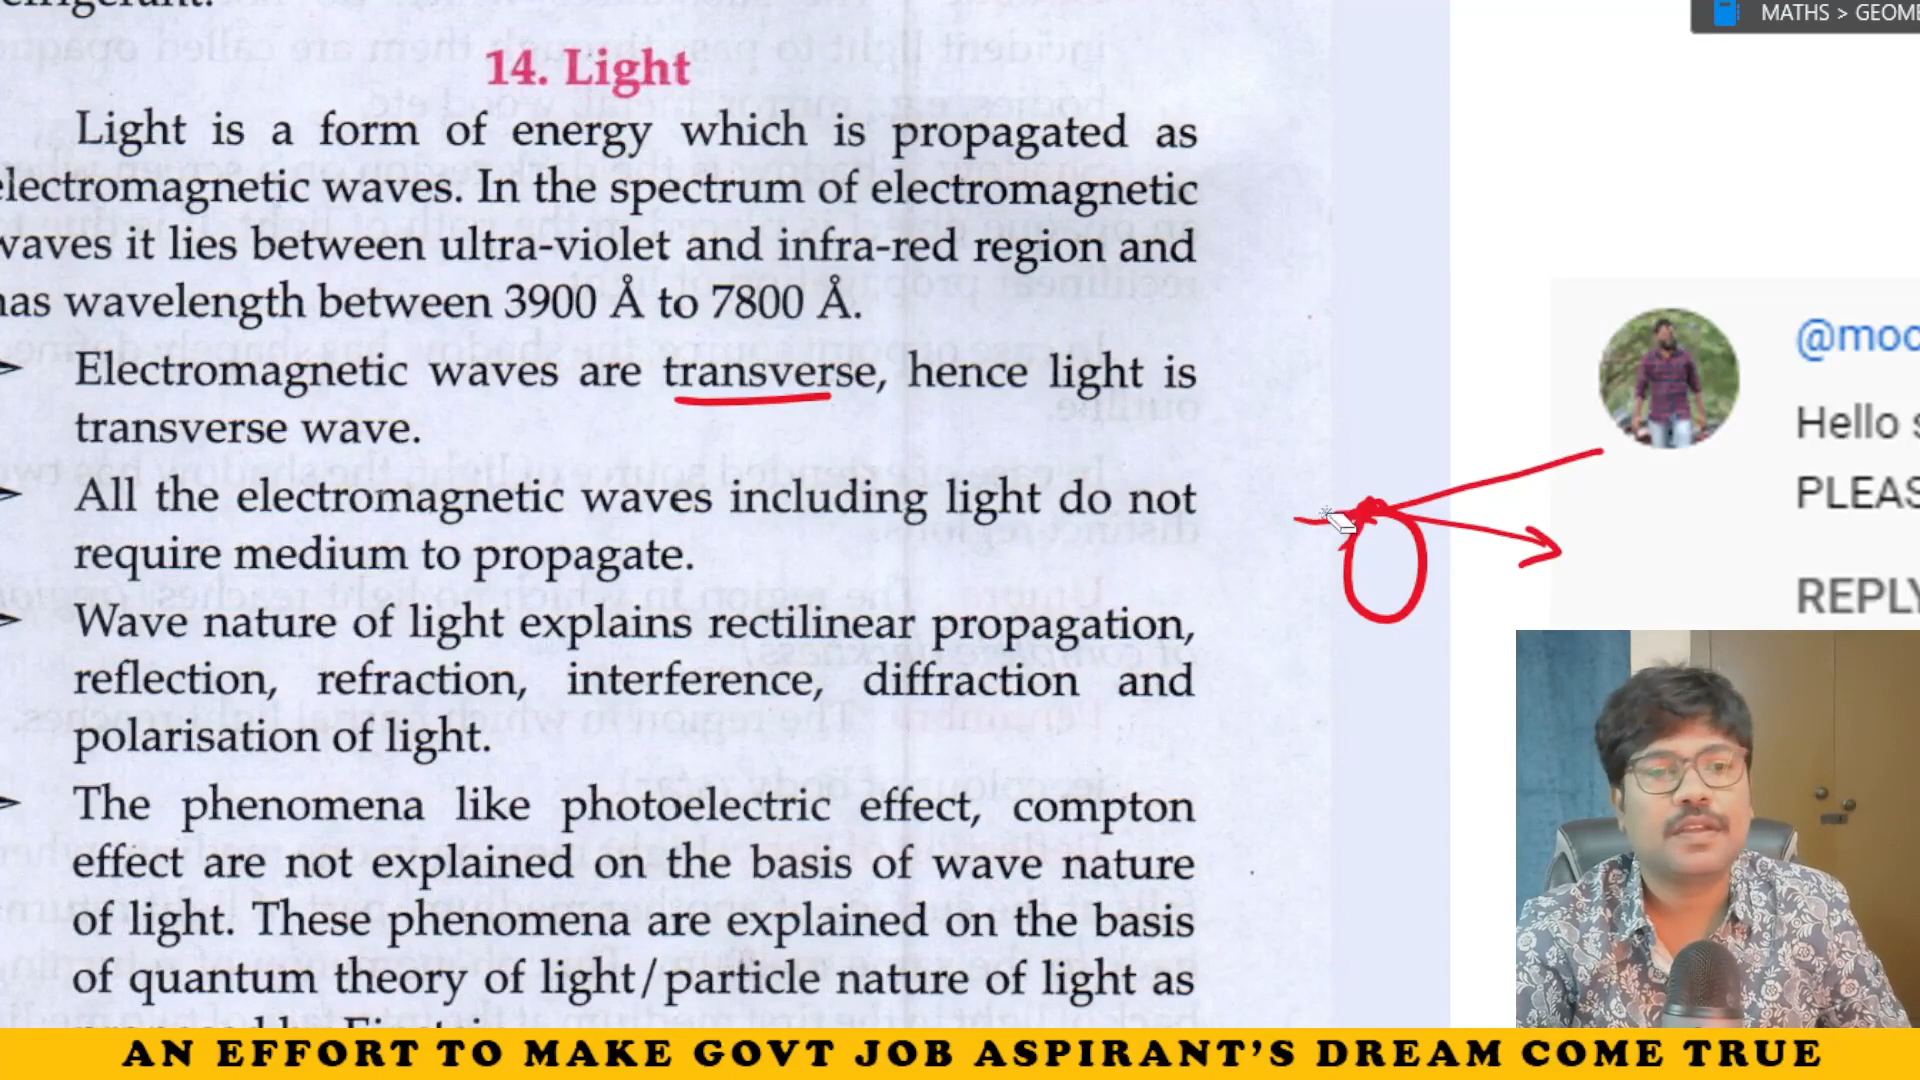 14. Light
Light is a form of energy which is propagated as
electromagnetic waves. In the spectrum of electromagnetic
waves it lies between ultra-violet and infra-red region and
has wavelength between 3900 Å to 7800 Å.
Electromagnetic waves are transverse, hence light is
transverse wave.
All the electromagnetic waves including light do not
require medium to propagate.
Wave nature of light explains rectilinear propagation,
reflection, refraction, interference, diffraction and
polarisation of light.
The phenomena like photoelectric effect, compton
effect are not explained on the basis of wave nature
of light. These phenomena are explained on the basis
of quantum theory of light/particle nature of light as
MATHS > GEOME
@moo
Hello s
PLEAS
REPLY
AN EFFORT TO MAKE GOVT JOB ASPIRANT'S DREAM COME TRUE